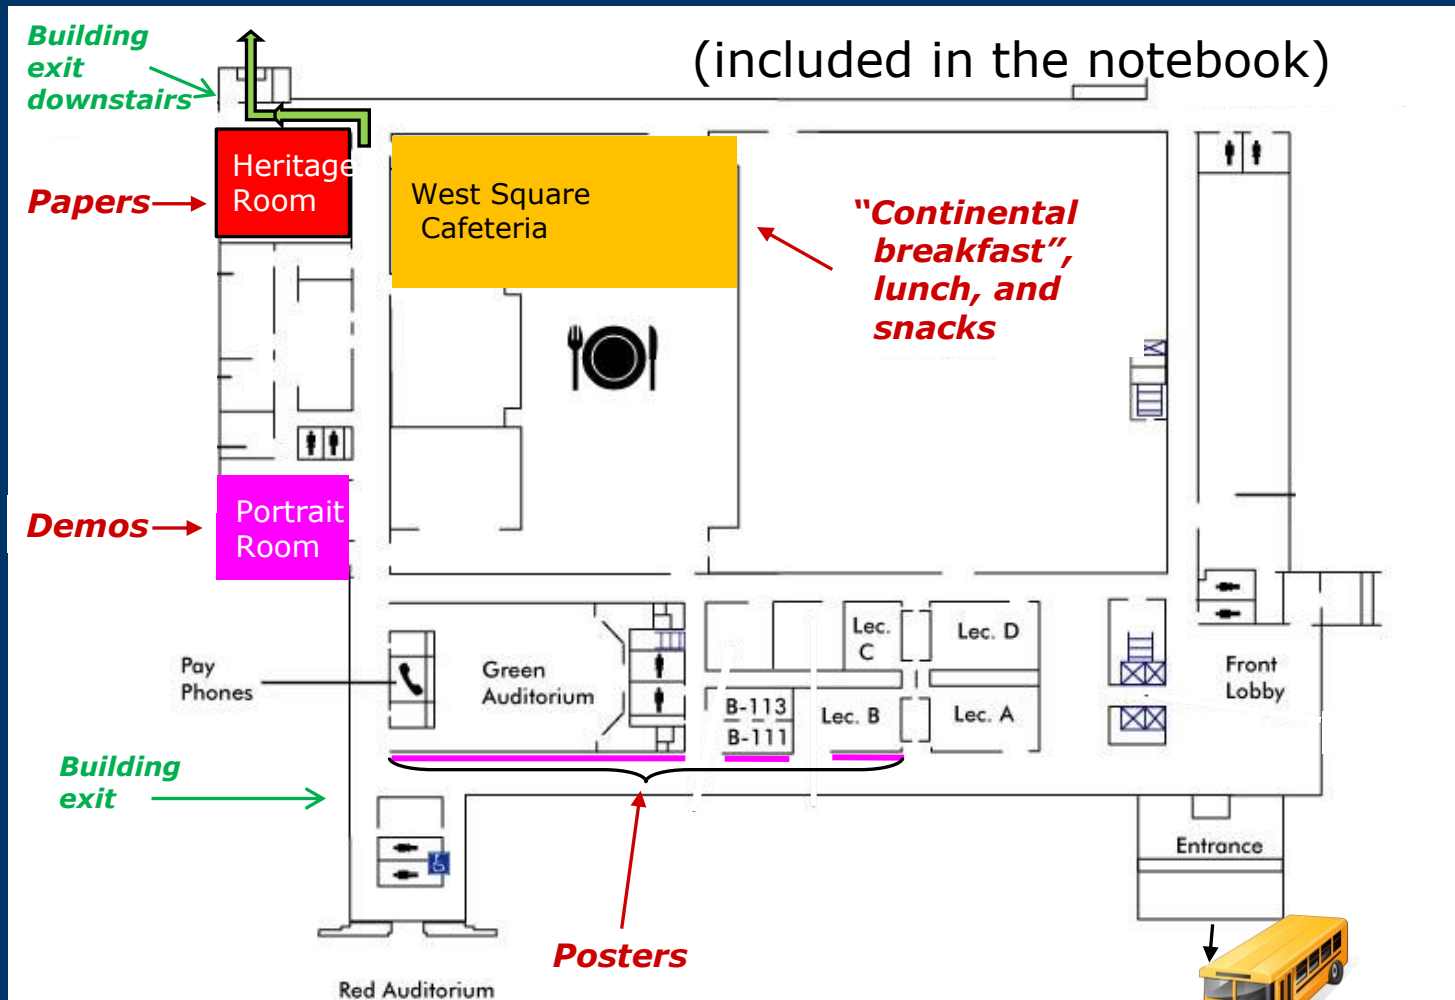 (included in the notebook)
Building
exit
downstairs
Heritage
Room
Papers
West Square
Cafeteria
“Continental
breakfast”,
lunch, and
snacks
Portrait
Room
Demos
Pay
Phones
Green
Auditorium
Lec.
C
Lec. D
B-113
B-111
Lec. B
Lec. A
Front
Lobby
Building
exit
Entrance
Posters
Red Auditorium